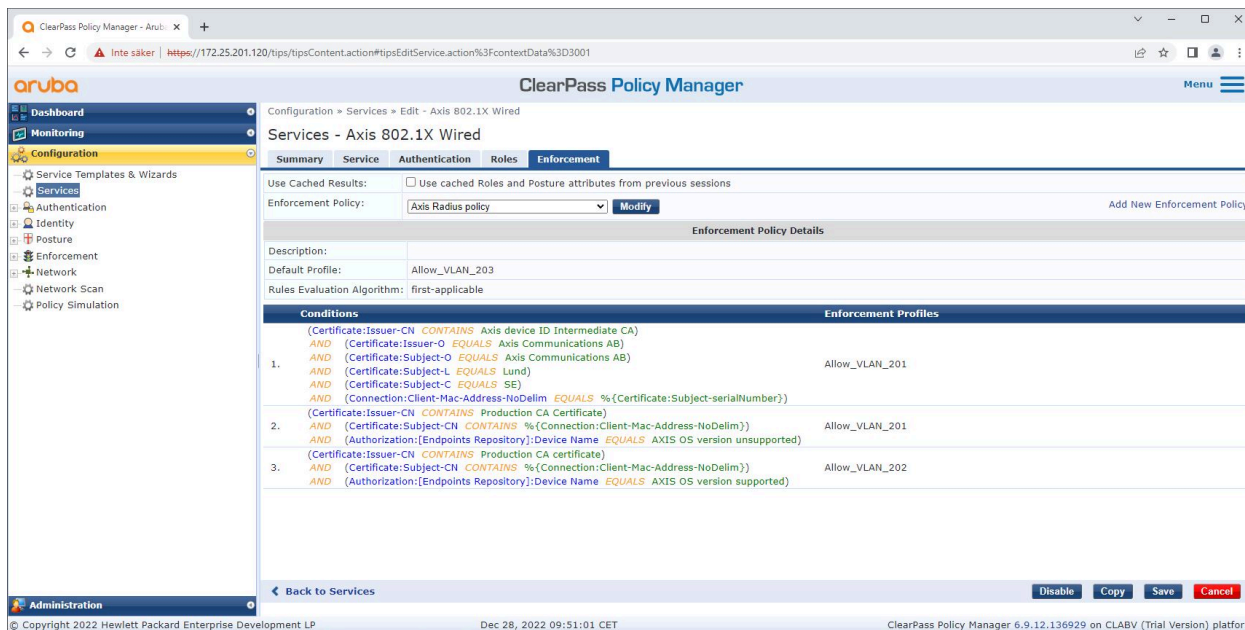 ClearPass Policy Manager - Arub
Inte säker | https://172.25.201.120/tips/tipsContent.action#tipsEditService.action%3FcontextData%3D3001
aruba
ClearPass Policy Manager
Menu
Dashboard
Monitoring
Configuration
Service Templates & Wizards
Services
Authentication
Identity
Posture
Enforcement
Network
Network Scan
Policy Simulation
Administration
Configuration » Services » Edit - Axis 802.1X Wired
Services - Axis 802.1X Wired
Summary Service Authentication Roles Enforcement
Use Cached Results: Use cached Roles and Posture attributes from previous sessions
Enforcement Policy: Axis Radius policy Modify Add New Enforcement Policy
Enforcement Policy Details
Description:
Default Profile: Allow_VLAN_203
Rules Evaluation Algorithm: first-applicable
Conditions Enforcement Profiles
(Certificate:Issuer-CN CONTAINS Axis device ID Intermediate CA)
AND (Certificate:Issuer-O EQUALS Axis Communications AB)
AND (Certificate:Subject-O EQUALS Axis Communications AB)
1. AND (Certificate:Subject-L EQUALS Lund) Allow_VLAN_201
AND (Certificate:Subject-C EQUALS SE)
AND (Connection:Client-Mac-Address-NoDelim EQUALS %{Certificate:Subject-serialNumber})
(Certificate:Issuer-CN CONTAINS Production CA Certificate)
2. AND (Certificate:Subject-CN CONTAINS %{Connection:Client-Mac-Address-NoDelim}) Allow_VLAN_201
AND (Authorization:[Endpoints Repository]:Device Name EQUALS AXIS OS version unsupported)
(Certificate:Issuer-CN CONTAINS Production CA certificate)
3. AND (Certificate:Subject-CN CONTAINS %{Connection:Client-Mac-Address-NoDelim}) Allow_VLAN_202
AND (Authorization:[Endpoints Repository]:Device Name EQUALS AXIS OS version supported)
Back to Services Disable Copy Save Cancel
© Copyright 2022 Hewlett Packard Enterprise Development LP Dec 28, 2022 09:51:01 CET ClearPass Policy Manager 6.9.12.136929 on CLABV (Trial Version) platfor